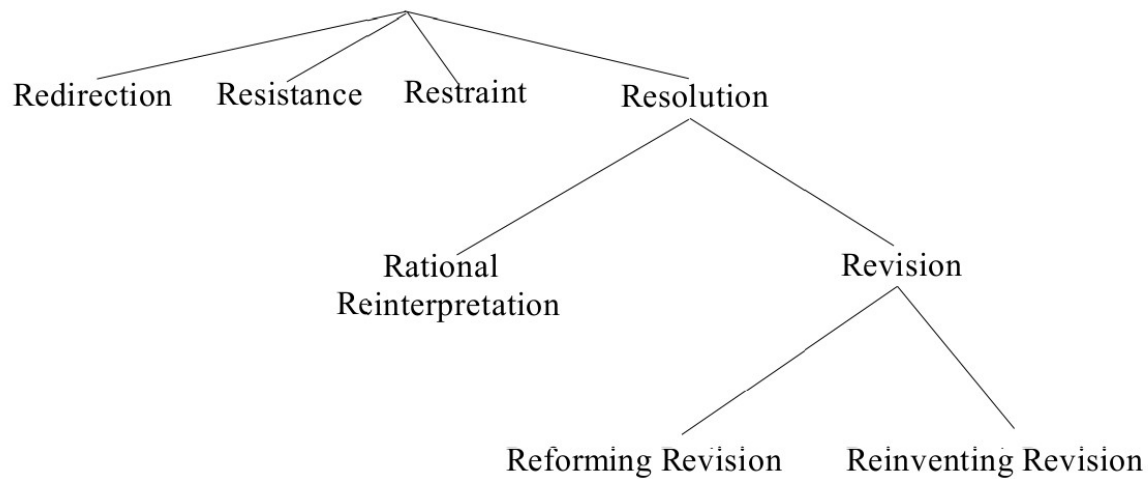 Redirection Resistance Restraint Resolution
Rational
Reinterpretation
Revision
Reforming Revision Reinventing Revision